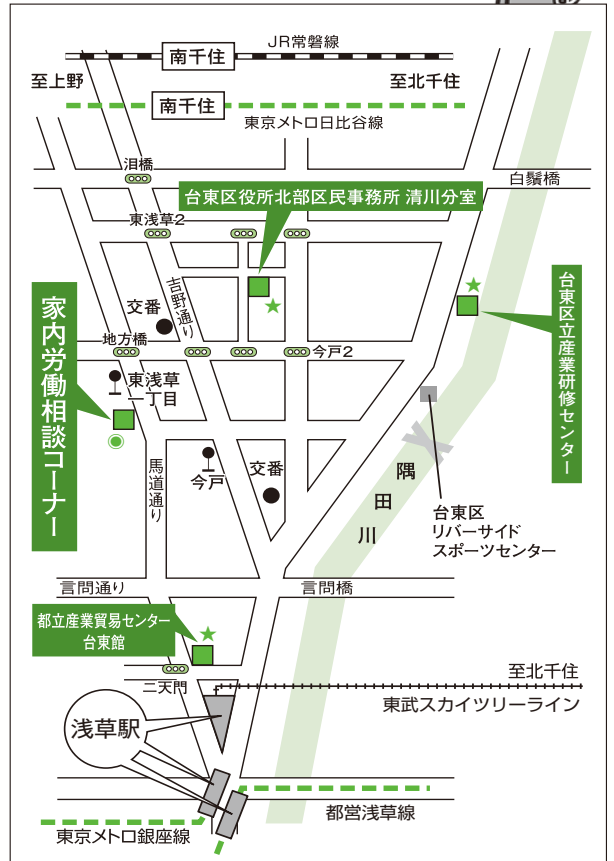 JR常磐線
南千住
至上野
至北千住
南千住
東京メトロ日比谷線
泪橋
白鬚橋
台東区役所北部区民事務所 清川分室
東浅草2
吉野通り
交番
家内労働相談コーナー
台東区立産業研修センター
地方橋
今戸2
東浅草
一丁目
馬道通り
今戸
交番
隅田川
台東区
リバーサイド
スポーツセンター
言問通り
言問橋
都立産業貿易センター
台東館
二天門
至北千住
東武スカイツリーライン
浅草駅
都営浅草線
東京メトロ銀座線